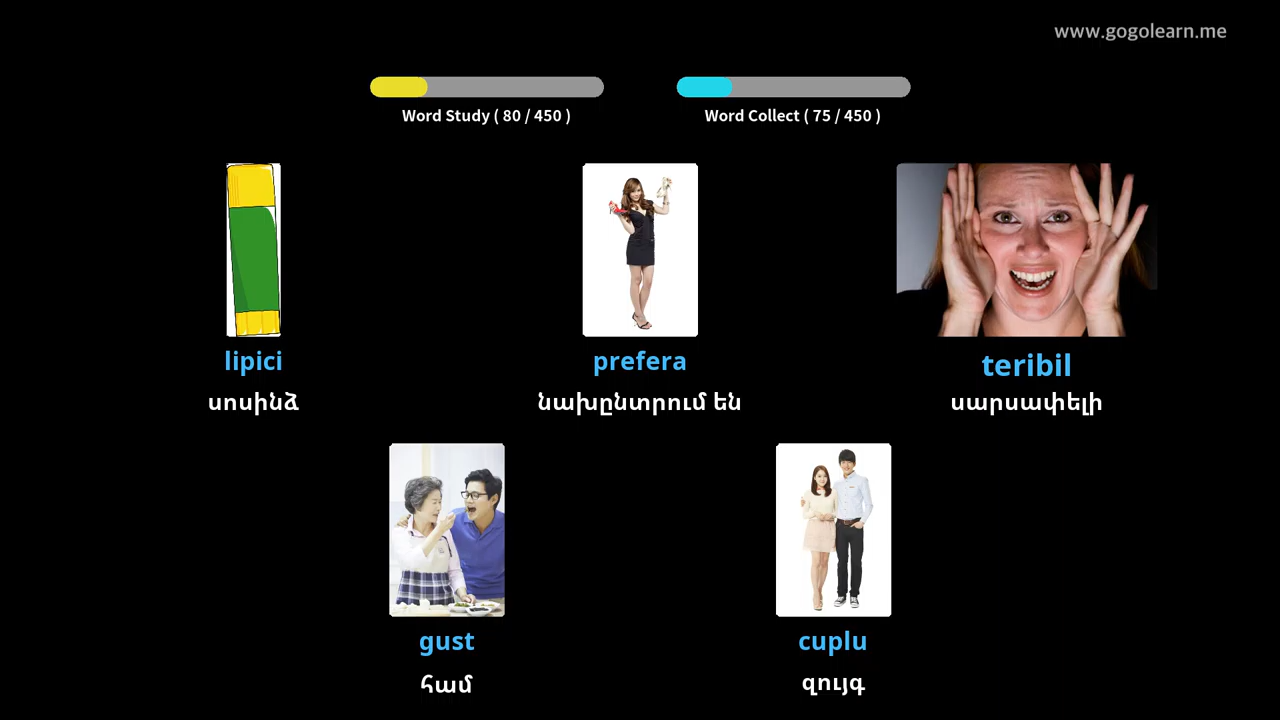 www.gogolearn.me
Word Study ( 80 / 450 )
Word Collect ( 75 / 450 )
lipici
prefera
teribil
սոսինձ
նախընտրում են
սարսափելի
gust
cuplu
համ
զույգ